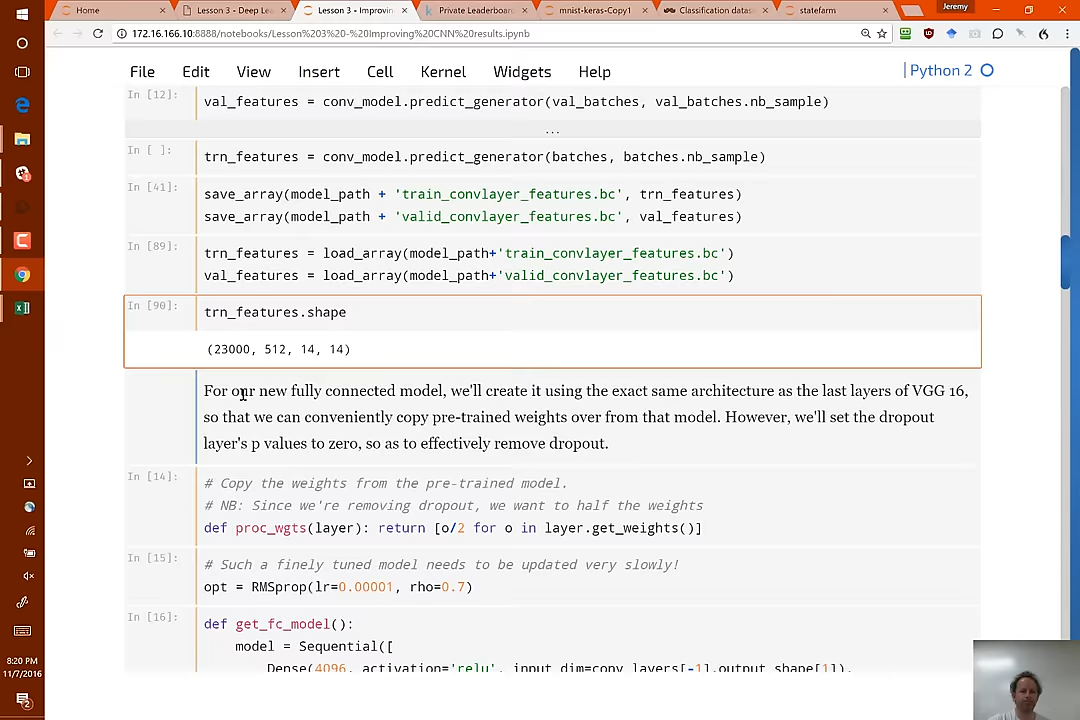 Home
Lesson 3 - Deep Le
Lesson 3 - Improvin
Private Leaderboar
mnist-keras-Copy1
Classification datas
statefarm
Jeremy
172.16.166.10:8888/notebooks/Lesson%203%20-%20Improving%20CNN%20results.ipynb
File Edit View Insert Cell Kernel Widgets Help
Python 2
In [12]:
val_features = conv_model.predict_generator(val_batches, val_batches.nb_sample)
...
In [ ]:
trn_features = conv_model.predict_generator(batches, batches.nb_sample)
In [41]:
save_array(model_path + 'train_convlayer_features.bc', trn_features)
save_array(model_path + 'valid_convlayer_features.bc', val_features)
In [89]:
trn_features = load_array(model_path+'train_convlayer_features.bc')
val_features = load_array(model_path+'valid_convlayer_features.bc')
In [90]:
trn_features.shape
(23000, 512, 14, 14)
For our new fully connected model, we'll create it using the exact same architecture as the last layers of VGG 16,
so that we can conveniently copy pre-trained weights over from that model. However, we'll set the dropout
layer's p values to zero, so as to effectively remove dropout.
In [14]:
# Copy the weights from the pre-trained model.
# NB: Since we're removing dropout, we want to half the weights
def proc_wgts(layer): return [o/2 for o in layer.get_weights()]
In [15]:
# Such a finely tuned model needs to be updated very slowly!
opt = RMSprop(lr=0.00001, rho=0.7)
In [16]:
def get_fc_model():
model = Sequential([
Dense(4096, activation='relu', input_dim=copy_layers[-1].output_shape[1]),
8:20 PM
11/7/2016